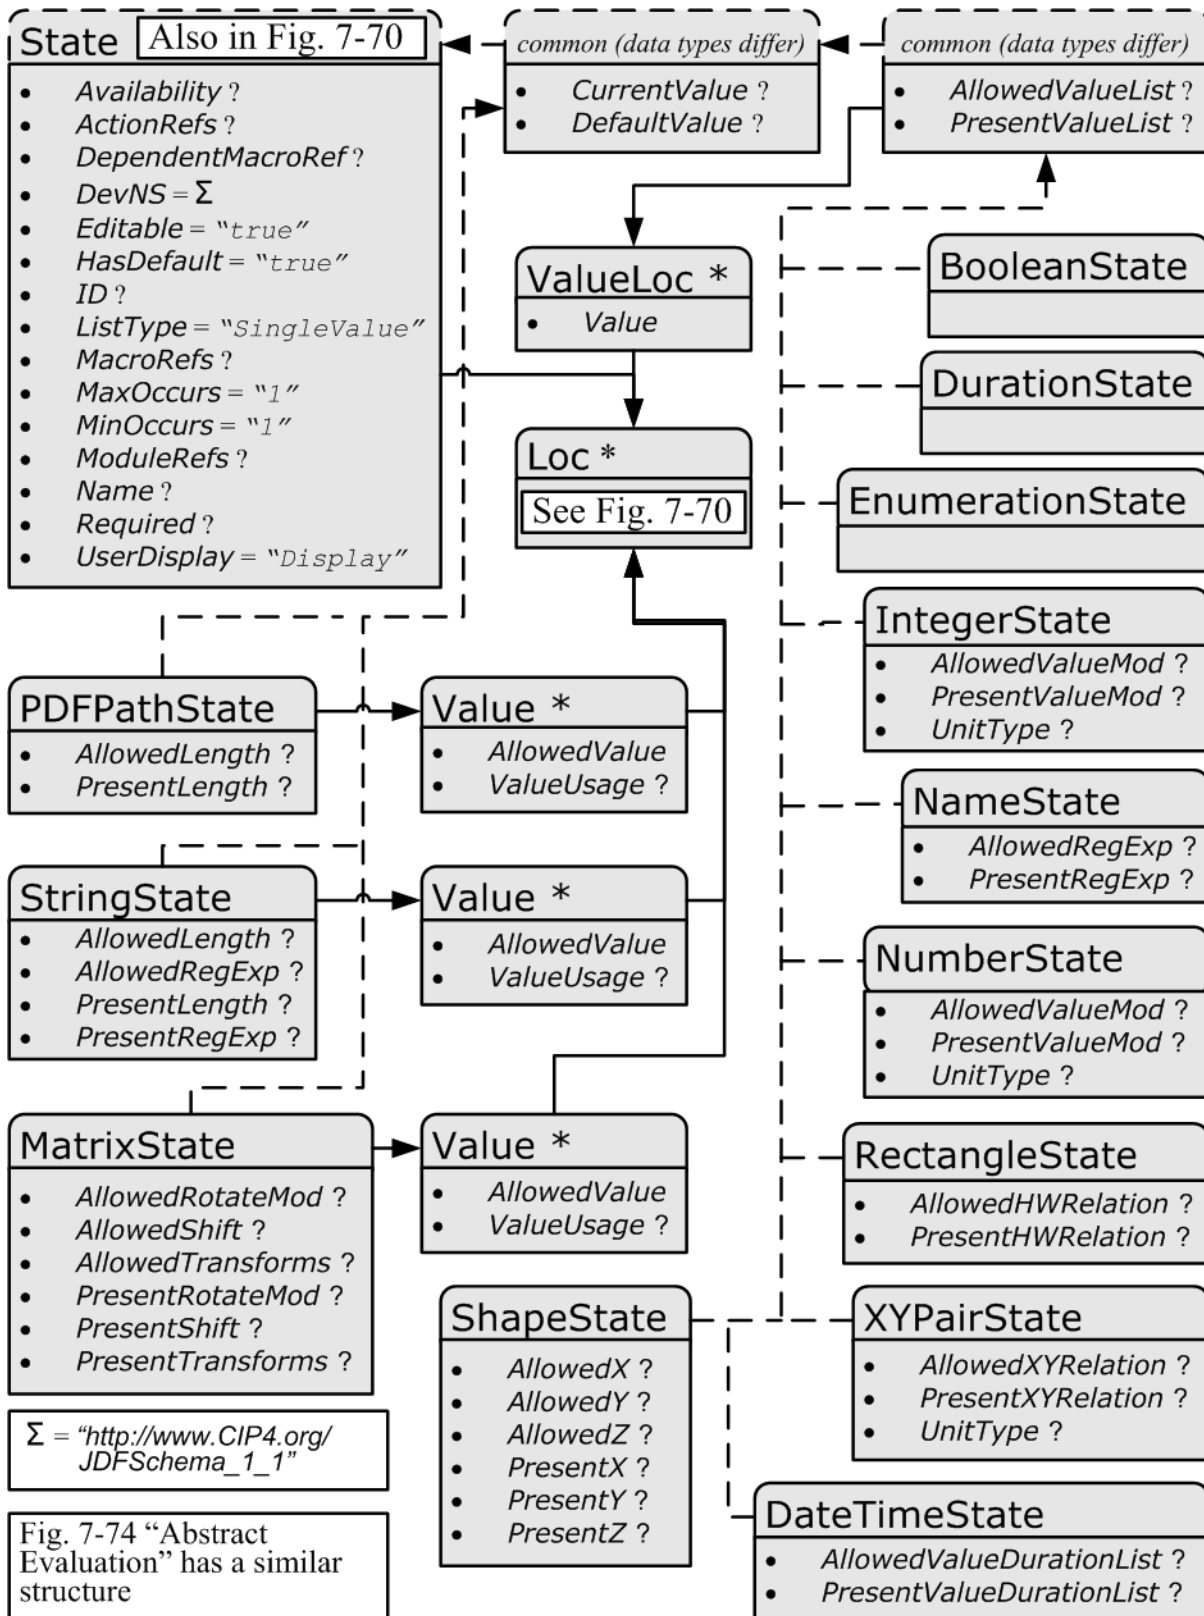 State
Also in Fig. 7-70
• Availability ?
• ActionRefs ?
• DependentMacroRef ?
• DevNS = Σ
• Editable = “true”
• HasDefault = “true”
• ID ?
• ListType = “SingleValue”
• MacroRefs ?
• MaxOccurs = “1”
• MinOccurs = “1”
• ModuleRefs ?
• Name ?
• Required ?
• UserDisplay = “Display”
common (data types differ)
• CurrentValue ?
• DefaultValue ?
common (data types differ)
• AllowedValueList ?
• PresentValueList ?
ValueLoc *
• Value
Loc *
See Fig. 7-70
BooleanState
DurationState
EnumerationState
IntegerState
• AllowedValueMod ?
• PresentValueMod ?
• UnitType ?
NameState
• AllowedRegExp ?
• PresentRegExp ?
NumberState
• AllowedValueMod ?
• PresentValueMod ?
• UnitType ?
RectangleState
• AllowedHWRelation ?
• PresentHWRelation ?
XYPairState
• AllowedXYRelation ?
• PresentXYRelation ?
• UnitType ?
DateTimeState
• AllowedValueDurationList ?
• PresentValueDurationList ?
PDFPathState
• AllowedLength ?
• PresentLength ?
Value *
• AllowedValue
• ValueUsage ?
StringState
• AllowedLength ?
• AllowedRegExp ?
• PresentLength ?
• PresentRegExp ?
Value *
• AllowedValue
• ValueUsage ?
MatrixState
• AllowedRotateMod ?
• AllowedShift ?
• AllowedTransforms ?
• PresentRotateMod ?
• PresentShift ?
• PresentTransforms ?
Value *
• AllowedValue
• ValueUsage ?
ShapeState
• AllowedX ?
• AllowedY ?
• AllowedZ ?
• PresentX ?
• PresentY ?
• PresentZ ?
Σ = “http://www.CIP4.org/
JDFSchema_1_1”
Fig. 7-74 “Abstract
Evaluation” has a similar
structure